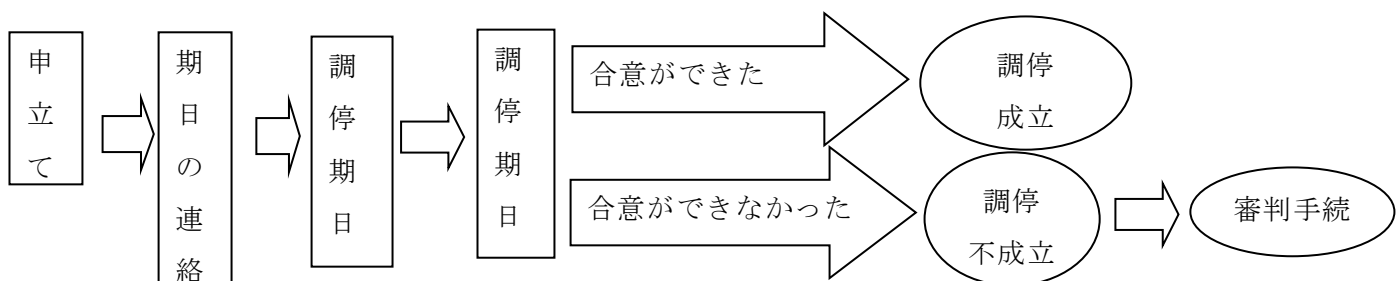 申立て
期日の連絡
調停期日
調停期日
合意ができた
調停
成立
合意ができなかった
調停
不成立
審判手続